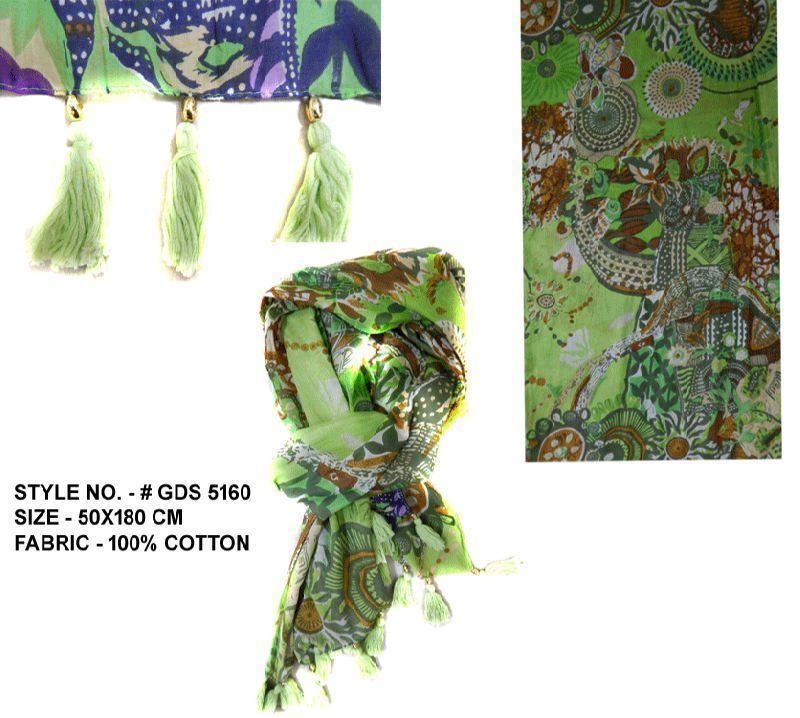 STYLE NO. - # GDS 5160
SIZE - 50X180 CM
FABRIC - 100% COTTON